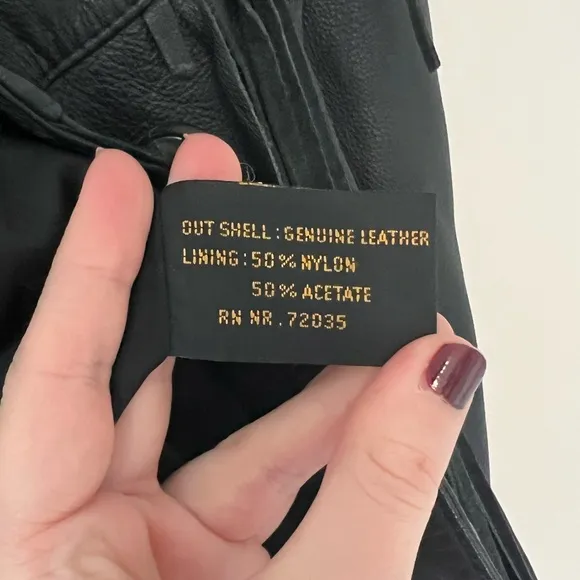 OUT SHELL: GENUINE LEATHER
LINING: 50% NYLON
50% ACETATE
RN NR. 72035